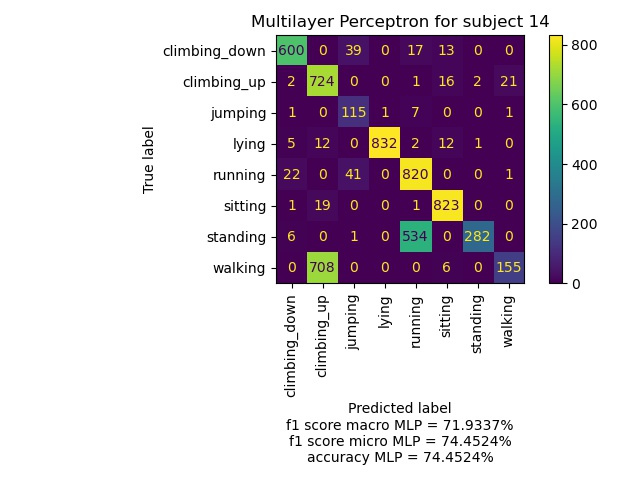 Multilayer Perceptron for subject 14
climbing_down 600 0 39 0 17 13 0 0
climbing_up 2 724 0 0 1 16 2 21
jumping 1 0 115 1 7 0 0 1
lying 5 12 0 832 2 12 1 0
running 22 0 41 0 820 0 0 1
sitting 1 19 0 0 1 823 0 0
standing 6 0 1 0 534 0 282 0
walking 0 708 0 0 0 6 0 155
True label
climbing_down
climbing_up
jumping
lying
running
sitting
standing
walking
Predicted label
800
600
400
200
0
f1 score macro MLP = 71.9337%
f1 score micro MLP = 74.4524%
accuracy MLP = 74.4524%